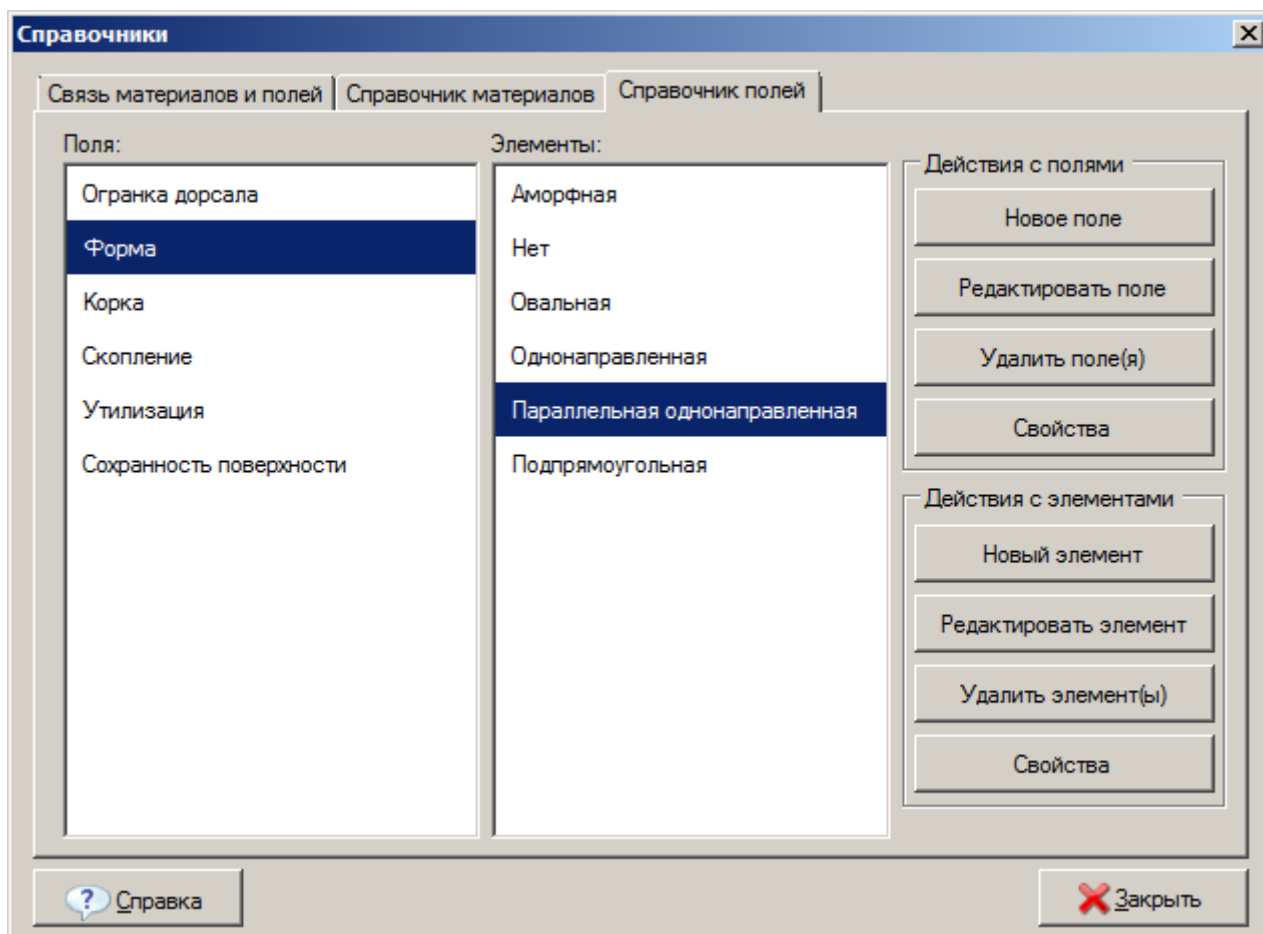 Справочники
Связь материалов и полей
Справочник материалов
Справочник полей
Поля:
Огранка дорсала
Форма
Корка
Скопление
Утилизация
Сохранность поверхности
Элементы:
Аморфная
Нет
Овальная
Однонаправленная
Параллельная однонаправленная
Подпрямоугольная
Действия с полями
Новое поле
Редактировать поле
Удалить поле(я)
Свойства
Действия с элементами
Новый элемент
Редактировать элемент
Удалить элемент(ы)
Свойства
Справка
Закрыть